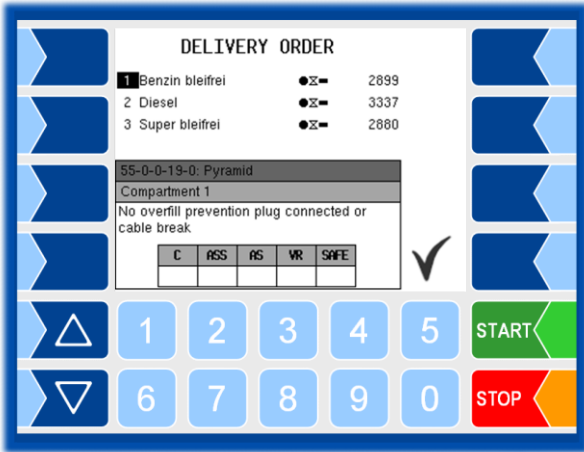 DELIVERY ORDER
1 Benzin bleifrei 2899
2 Diesel 3337
3 Super bleifrei 2880
55-0-0-19-0: Pyramid
Compartment 1
No overfill prevention plug connected or
cable break
C ASS AS VR SAFE
1 2 3 4 5 START
6 7 8 9 0 STOP